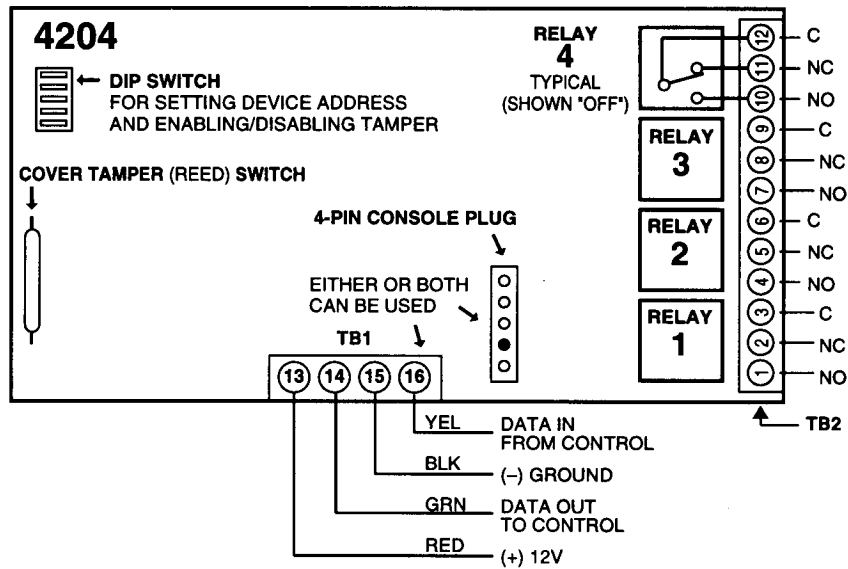 4204
DIP SWITCH
FOR SETTING DEVICE ADDRESS
AND ENABLING/DISABLING TAMPER
COVER TAMPER (REED) SWITCH
4-PIN CONSOLE PLUG
EITHER OR BOTH
CAN BE USED
TB1
13 14 15 16
RELAY
4
TYPICAL
(SHOWN "OFF")
RELAY
3
RELAY
2
RELAY
1
12 C
11 NC
10 NO
9 C
8 NC
7 NO
6 C
5 NC
4 NO
3 C
2 NC
1 NO
TB2
YEL DATA IN
FROM CONTROL
BLK (–) GROUND
GRN DATA OUT
TO CONTROL
RED (+) 12V